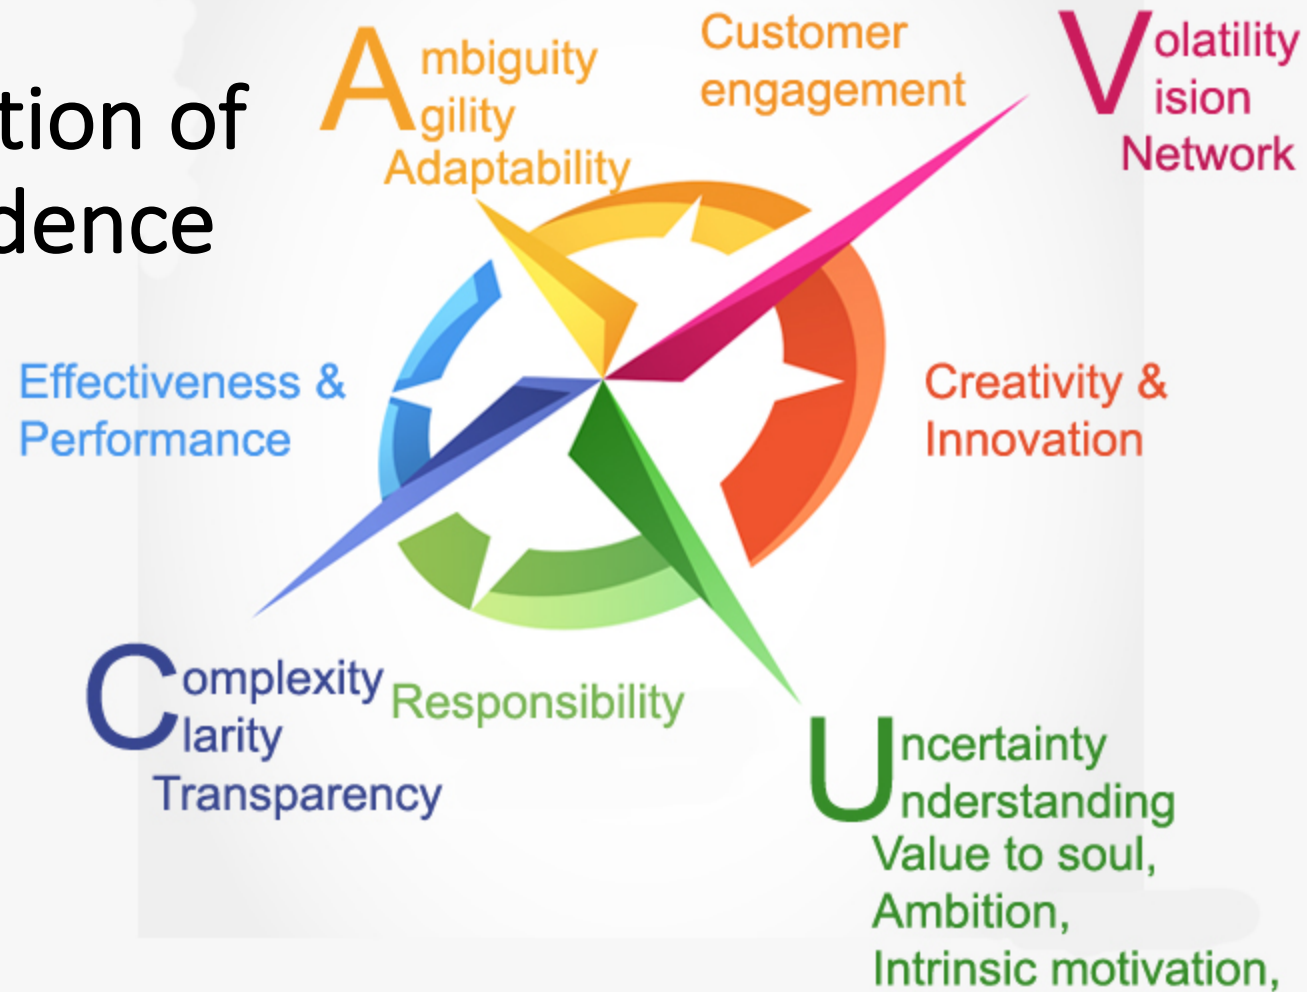 tion of
dence
Ambiguity
Agility
Adaptability
Customer
engagement
Volatility
Vision
Network
Effectiveness &
Performance
Creativity &
Innovation
Complexity
Clarity
Transparency
Responsibility
Uncertainty
Understanding
Value to soul,
Ambition,
Intrinsic motivation,